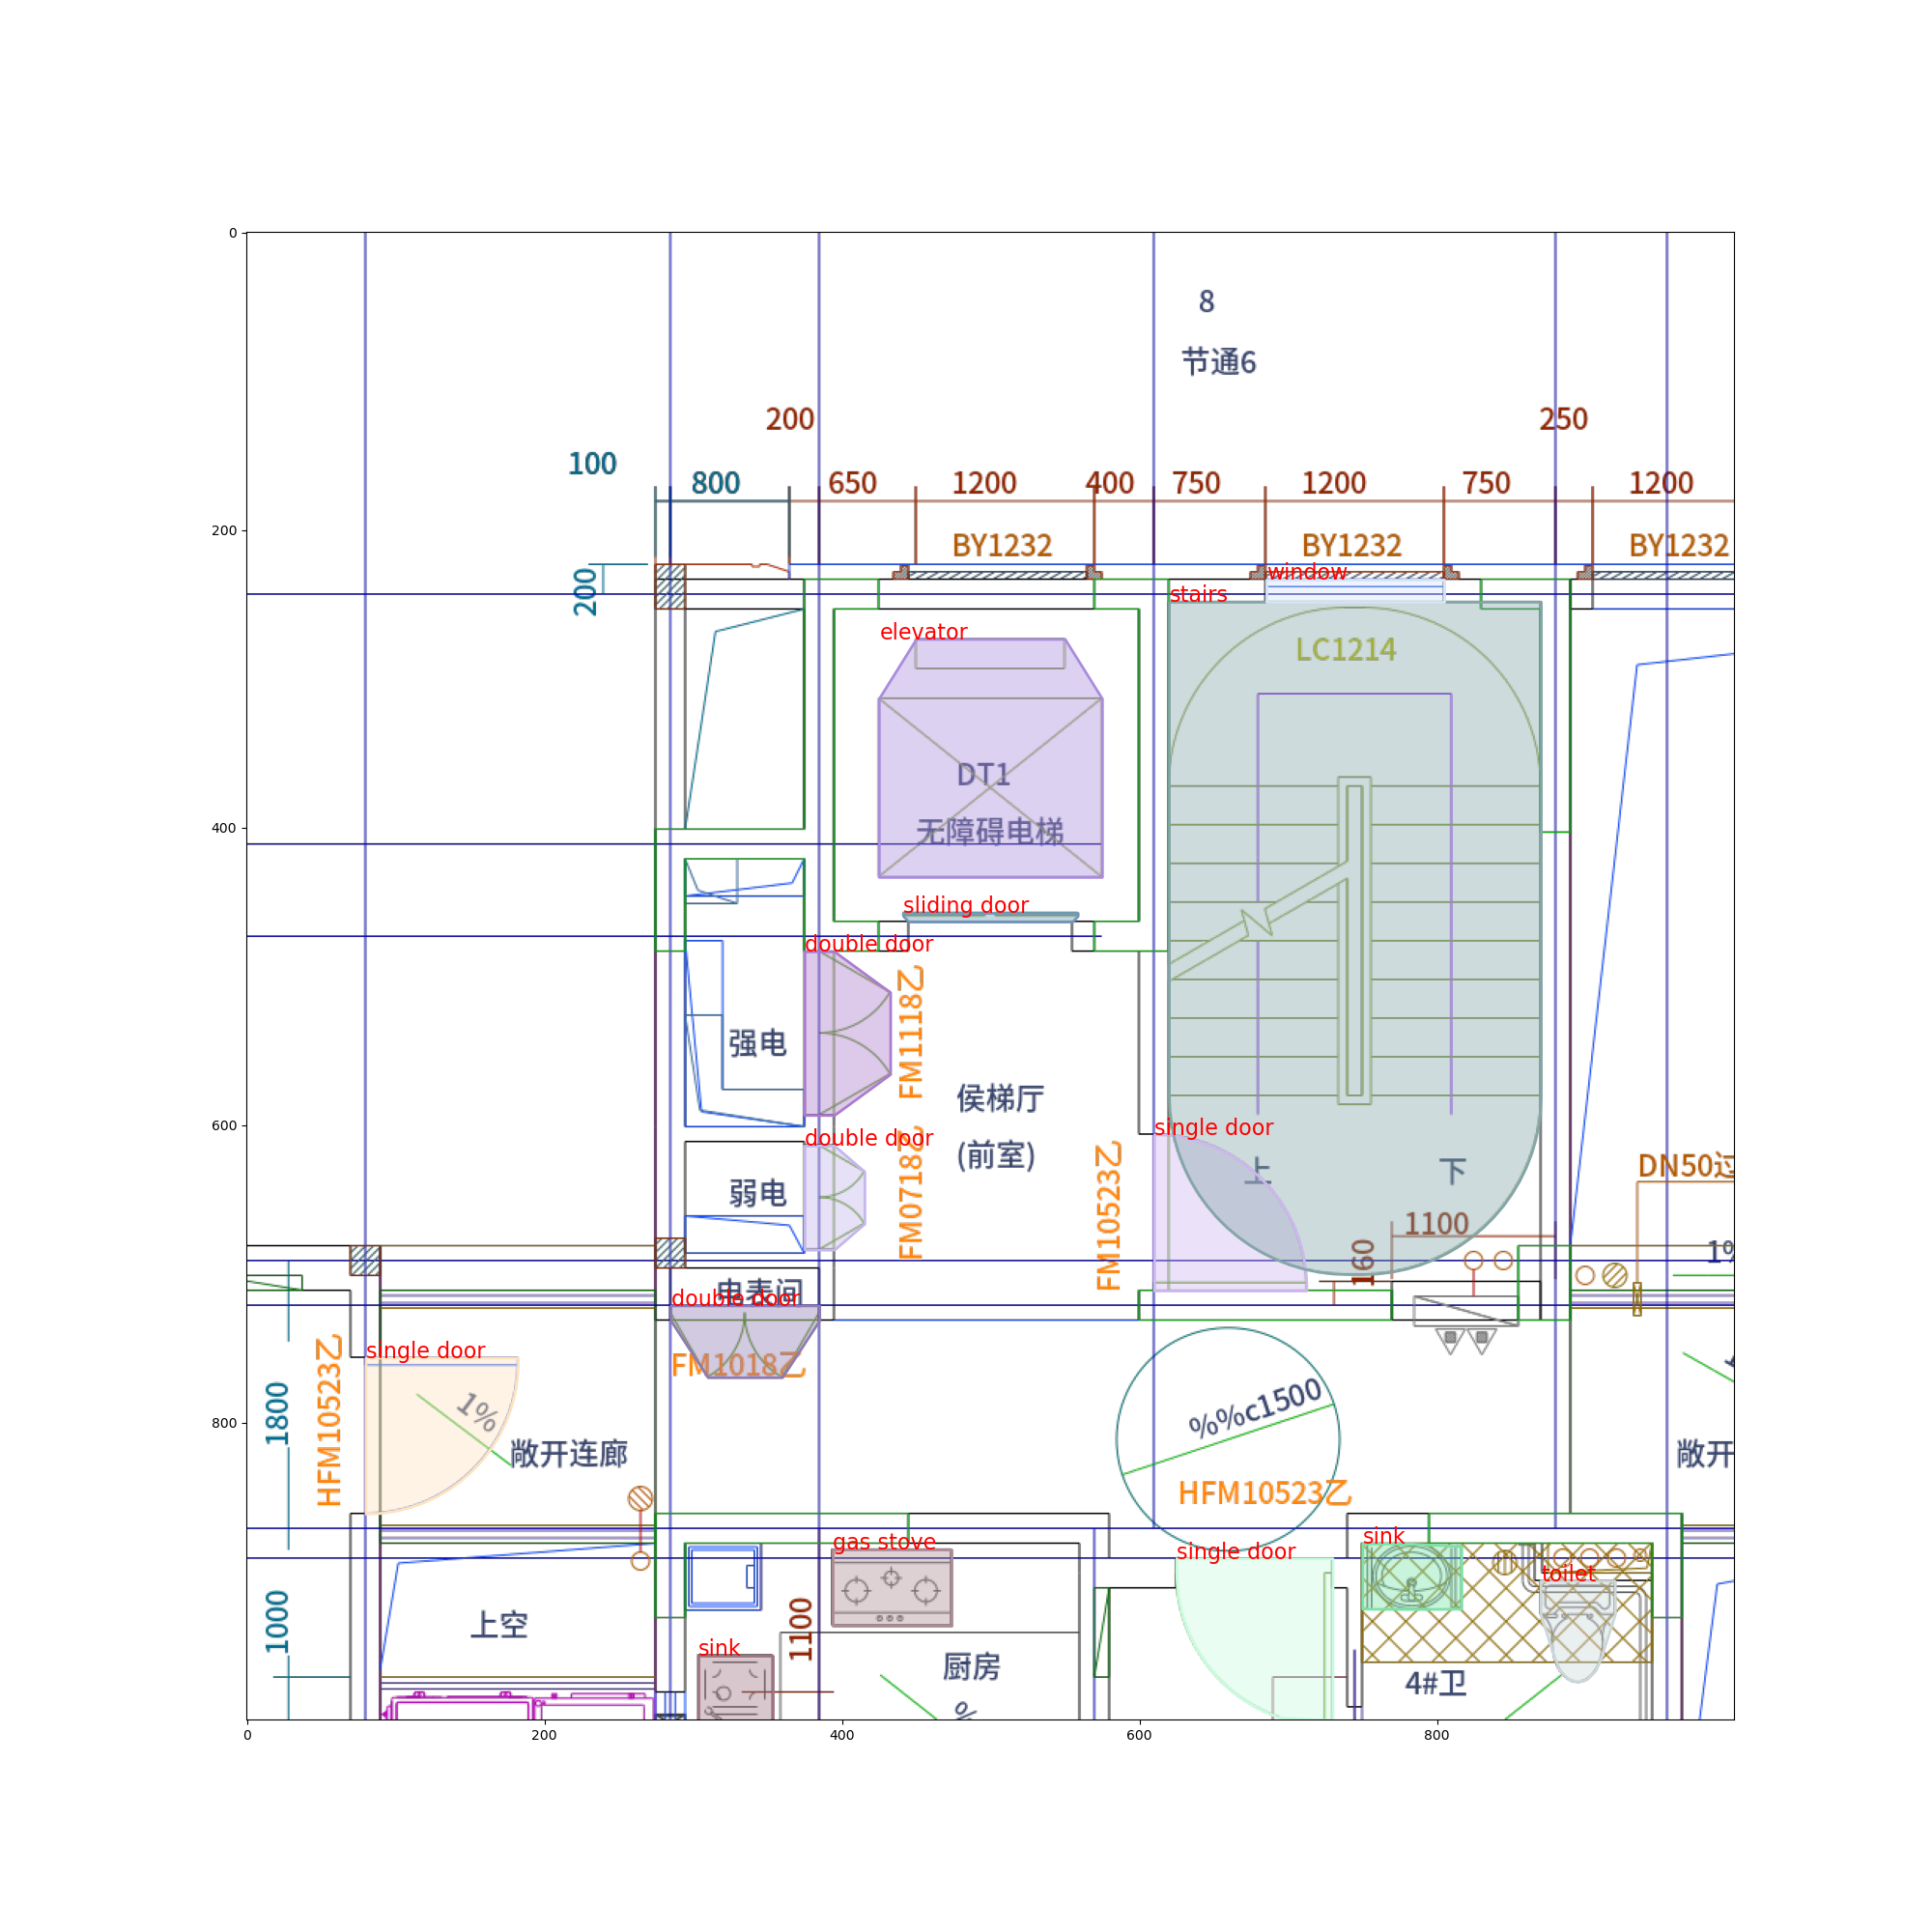 0
8
节通6
200
250
100
800
650
1200
400
750
1200
750
1200
200
BY1232
BY1232
BY1232
200
window
stairs
elevator
LC1214
DT1
无障碍电梯
400
sliding door
double door
FM1118乙
强电
侯梯厅
(前室)
600
single door
double door
FM0718乙
FM10523乙
弱电
上
下
DN50过
1100
160
电表间
double door
FM1018乙
single door
HFM10523乙
1%
1800
敞开连廊
%%c1500
HFM10523乙
敞开
800
gas stove
single door
sink
toilet
1000
上空
1100
sink
厨房
4#卫
%
0
200
400
600
800